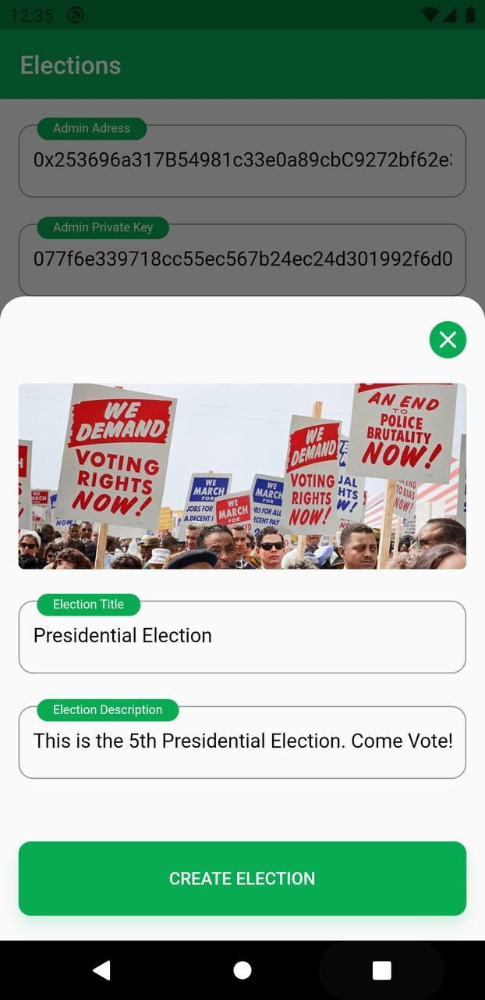 12:35
Elections
Admin Adress
0x253696a317B54981c33e0a89cbC9272bf62e
Admin Private Key
077f6e339718cc55ec567b24ec24d301992f6d0
WE
DEMAND
VOTING
RIGHTS
NOW!
WE
MARCH
FOR
JOBS FOR
A DECENT
WE
MARCH
FOR
WE
MARCH
FOR
JOBS FOR ALL
CENT PAY
WE
DEMAND
VOTING
RIGHTS
NOW!
AN END
TO
POLICE
BRUTALITY
NOW!
Election Title
Presidential Election
Election Description
This is the 5th Presidential Election. Come Vote!
CREATE ELECTION